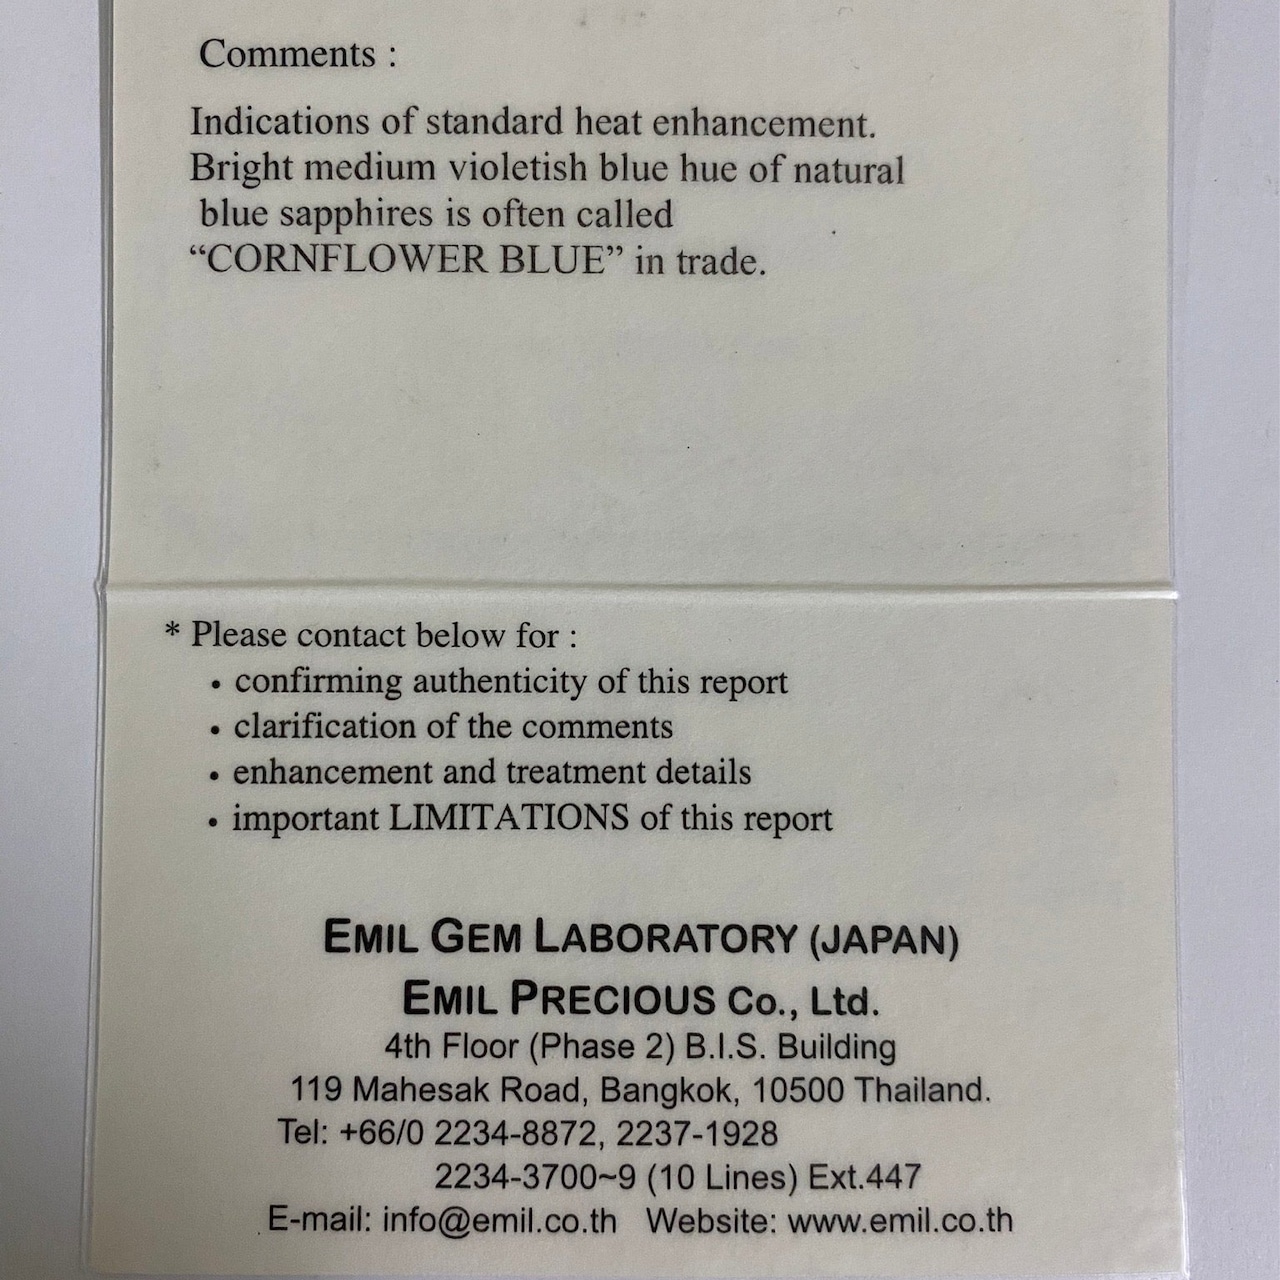 Comments :
Indications of standard heat enhancement.
Bright medium violetish blue hue of natural
blue sapphires is often called
“CORNFLOWER BLUE” in trade.
* Please contact below for :
• confirming authenticity of this report
• clarification of the comments
• enhancement and treatment details
• important LIMITATIONS of this report
EMIL GEM LABORATORY (JAPAN)
EMIL PRECIOUS Co., Ltd.
4th Floor (Phase 2) B.I.S. Building
119 Mahesak Road, Bangkok, 10500 Thailand.
Tel: +66/0 2234-8872, 2237-1928
2234-3700~9 (10 Lines) Ext.447
E-mail: info@emil.co.th Website: www.emil.co.th